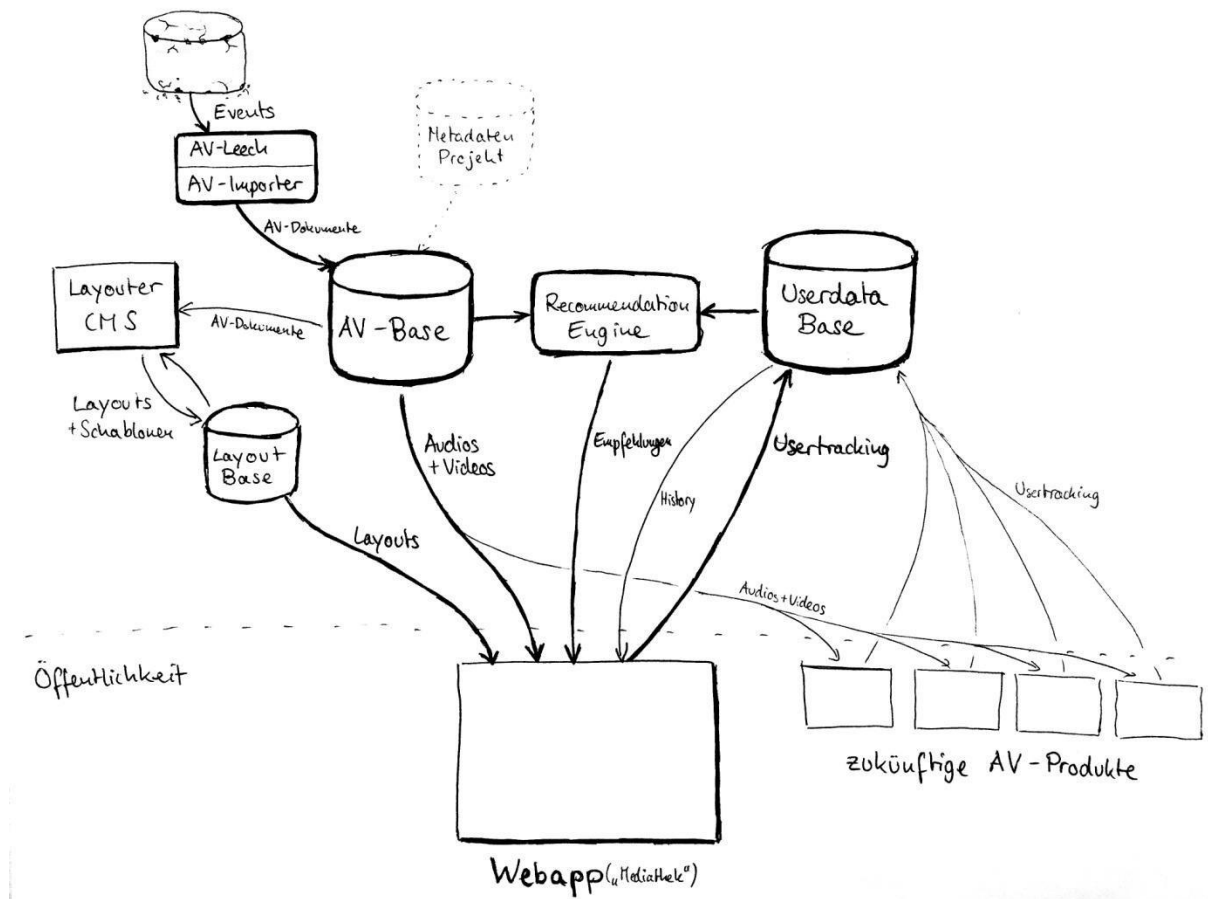 Events
AV-Leech
AV-Importer
Metadaten
Projekt
AV-Dokumente
Layouter
CMS
AV-Dokumente
AV-Base
Recommendation
Engine
Userdata
Base
Layouts
+Schablonen
Layout
Base
Audios
+Videos
Empfehlungen
Usertracking
History
Usertracking
Layouts
Audios+Videos
Öffentlichkeit
zukünftige AV-Produkte
Webapp („Mediathek“)